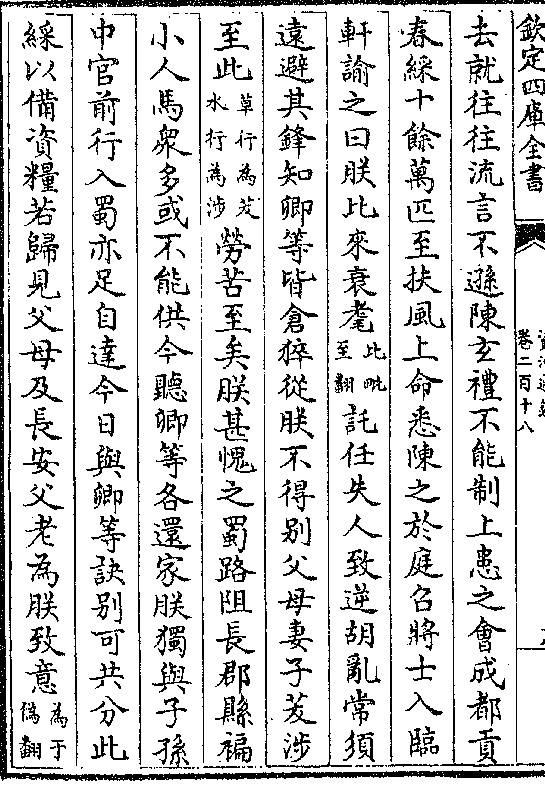 欽定四庫全書
卷二百十八
去就往往流言不遜陳玄禮不能制上患之會成都貢
春綵十餘萬匹至扶風上命悉陳之於庭召將士入臨
軒諭之曰朕比來衰耄比毗至翻託任失人致逆胡亂常須
遠避其鋒知卿等皆倉猝從朕不得别父母妻子茇涉
至此草行為茇水行為涉勞苦至矣朕甚愧之蜀路阻長郡縣褊
小人馬衆多或不能供今聽卿等各還家朕獨與子孫
中官前行入蜀亦足自達今日與卿等訣别可共分此
綵以備資糧若歸見父母及長安父老為朕致意為于偽翻